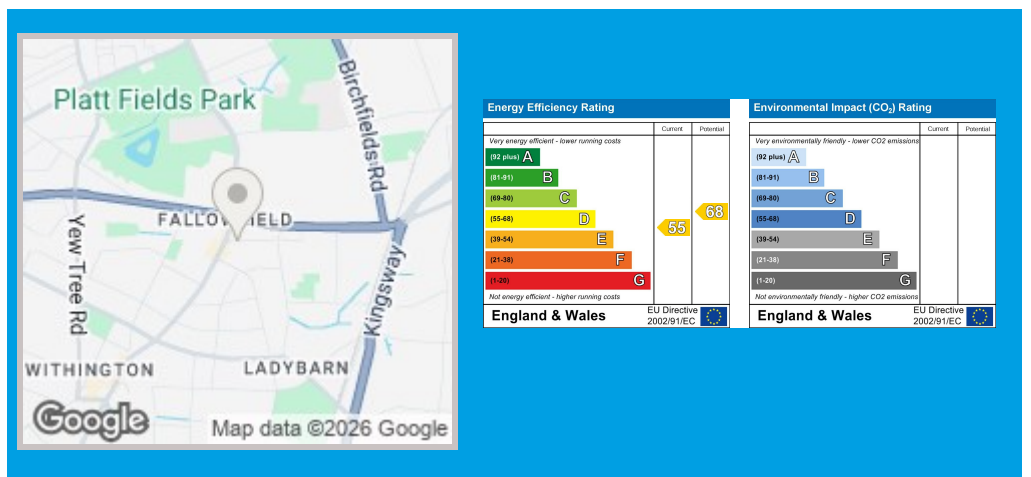 Platt Fields Park
Birchfields Rd
FALLOWFIELD
Yew Tree Rd
Kingsway
WITHINGTON
LADYBARN
Google
Map data ©2026 Google
Energy Efficiency Rating
Current Potential
Very energy efficient - lower running costs
(92 plus) A
(81-91) B
(69-80) C
(55-68) D
(39-54) E
(21-38) F
(1-20) G
55
68
Not energy efficient - higher running costs
England & Wales
EU Directive
2002/91/EC
Environmental Impact (CO₂) Rating
Current Potential
Very environmentally friendly - lower CO2 emissions
(92 plus) A
(81-91) B
(69-80) C
(55-68) D
(39-54) E
(21-38) F
(1-20) G
Not environmentally friendly - higher CO2 emissions
England & Wales
EU Directive
2002/91/EC